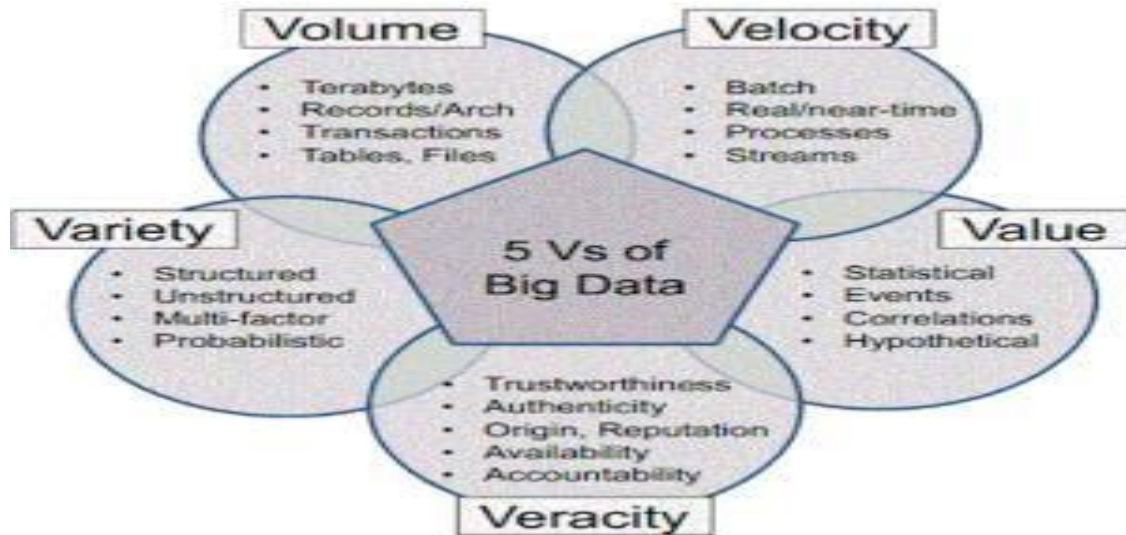 Volume
• Terabytes
• Records/Arch
• Transactions
• Tables, Files
Velocity
• Batch
• Real/near-time
• Processes
• Streams
Variety
• Structured
• Unstructured
• Multi-factor
• Probabilistic
5 Vs of
Big Data
Value
• Statistical
• Events
• Correlations
• Hypothetical
• Trustworthiness
• Authenticity
• Origin, Reputation
• Availability
• Accountability
Veracity